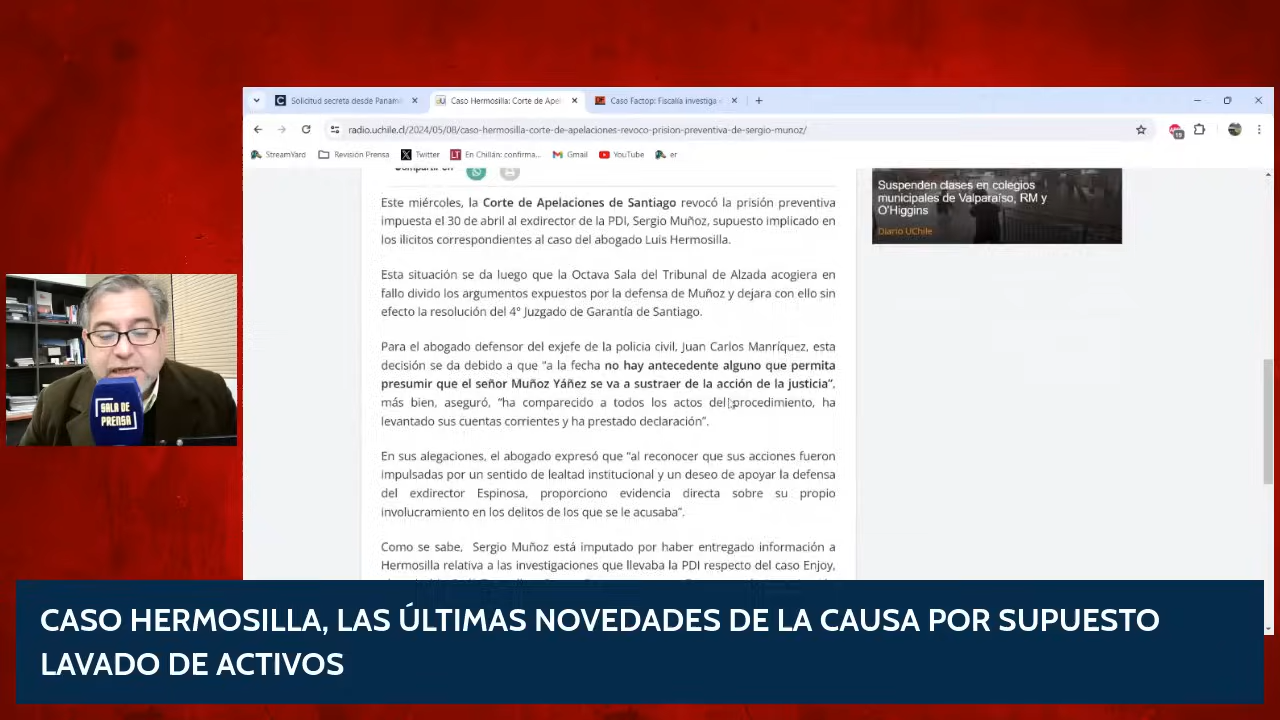 Solicitud secreta desde Panamá
Caso Hermosilla: Corte de Apel
Caso Factop: Fiscalía investiga
radio.uchile.cl/2024/05/08/caso-hermosilla-corte-de-apelaciones-revoco-prision-preventiva-de-sergio-munoz/
StreamYard
Revisión Prensa
Twitter
En Chillán: confirma...
Gmail
YouTube
er
Compartir en
Este miércoles, la Corte de Apelaciones de Santiago revocó la prisión preventiva
impuesta el 30 de abril al exdirector de la PDI, Sergio Muñoz, supuesto implicado en
los ilícitos correspondientes al caso del abogado Luis Hermosilla.
Esta situación se da luego que la Octava Sala del Tribunal de Alzada acogiera en
fallo divido los argumentos expuestos por la defensa de Muñoz y dejara con ello sin
efecto la resolución del 4° Juzgado de Garantía de Santiago.
Para el abogado defensor del exjefe de la policia civil, Juan Carlos Manríquez, esta
decisión se da debido a que “a la fecha no hay antecedente alguno que permita
presumir que el señor Muñoz Yáñez se va a sustraer de la acción de la justicia”,
más bien, aseguró, “ha comparecido a todos los actos del procedimiento, ha
levantado sus cuentas corrientes y ha prestado declaración”.
En sus alegaciones, el abogado expresó que “al reconocer que sus acciones fueron
impulsadas por un sentido de lealtad institucional y un deseo de apoyar la defensa
del exdirector Espinosa, proporciono evidencia directa sobre su propio
involucramiento en los delitos de los que se le acusaba”.
Como se sabe, Sergio Muñoz está imputado por haber entregado información a
Hermosilla relativa a las investigaciones que llevaba la PDI respecto del caso Enjoy,
Suspenden clases en colegios
municipales de Valparaíso, RM y
O'Higgins
Diario UChile
SALA DE
PRENSA
CASO HERMOSILLA, LAS ÚLTIMAS NOVEDADES DE LA CAUSA POR SUPUESTO
LAVADO DE ACTIVOS